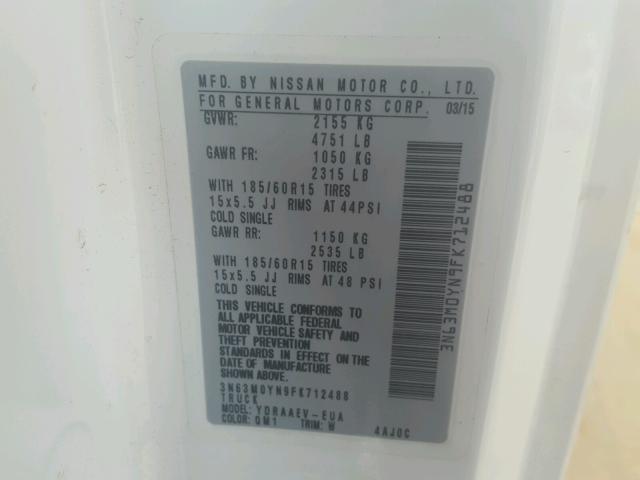 MFD. BY NISSAN MOTOR CO., LTD.
FOR GENERAL MOTORS CORP. 03/15
GVWR: 2155 KG
4751 LB
GAWR FR: 1050 KG
2315 LB
WITH 185/60R15 TIRES
15x5.5 JJ RIMS AT 44PSI
COLD SINGLE
GAWR RR: 1150 KG
2535 LB
WITH 185/60R15 TIRES
15x5.5 JJ RIMS AT 48 PSI
COLD SINGLE
THIS VEHICLE CONFORMS TO
ALL APPLICABLE FEDERAL
MOTOR VEHICLE SAFETY AND
THEFT PREVENTION
STANDARDS IN EFFECT ON THE
DATE OF MANUFACTURE
SHOWN ABOVE.
3N63M0YN9FK712488
TRUCK
MODEL: YDRAAEV-EUA
COLOR: QM1 TRIM: W 4AJ0C
3N63M0YN9FK712488